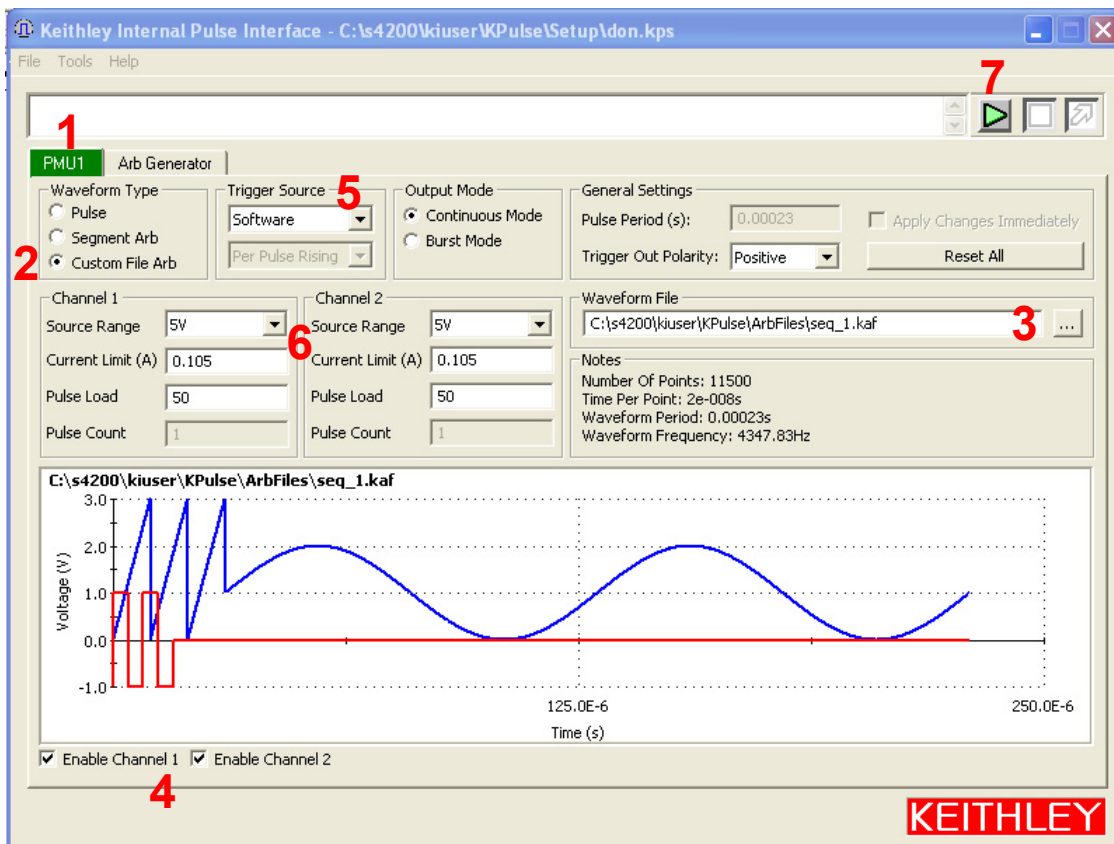 Keithley Internal Pulse Interface - C:\s4200\kiuser\KPulse\Setup\don.kps
File Tools Help
7
1
PMU1 Arb Generator
Waveform Type
Pulse
Segment Arb
2
Custom File Arb
Trigger Source
5
Software
Per Pulse Rising
Output Mode
Continuous Mode
Burst Mode
General Settings
Pulse Period (s): 0.00023
Apply Changes Immediately
Trigger Out Polarity: Positive
Reset All
Channel 1
Source Range 5V
6
Current Limit (A) 0.105
Pulse Load 50
Pulse Count 1
Channel 2
Source Range 5V
Current Limit (A) 0.105
Pulse Load 50
Pulse Count 1
Waveform File
C:\s4200\kiuser\KPulse\ArbFiles\seq_1.kaf
3
...
Notes
Number Of Points: 11500
Time Per Point: 2e-008s
Waveform Period: 0.00023s
Waveform Frequency: 4347.83Hz
C:\s4200\kiuser\KPulse\ArbFiles\seq_1.kaf
3.0
2.0
1.0
0.0
-1.0
Voltage (V)
125.0E-6
250.0E-6
Time (s)
Enable Channel 1
Enable Channel 2
4
KEITHLEY